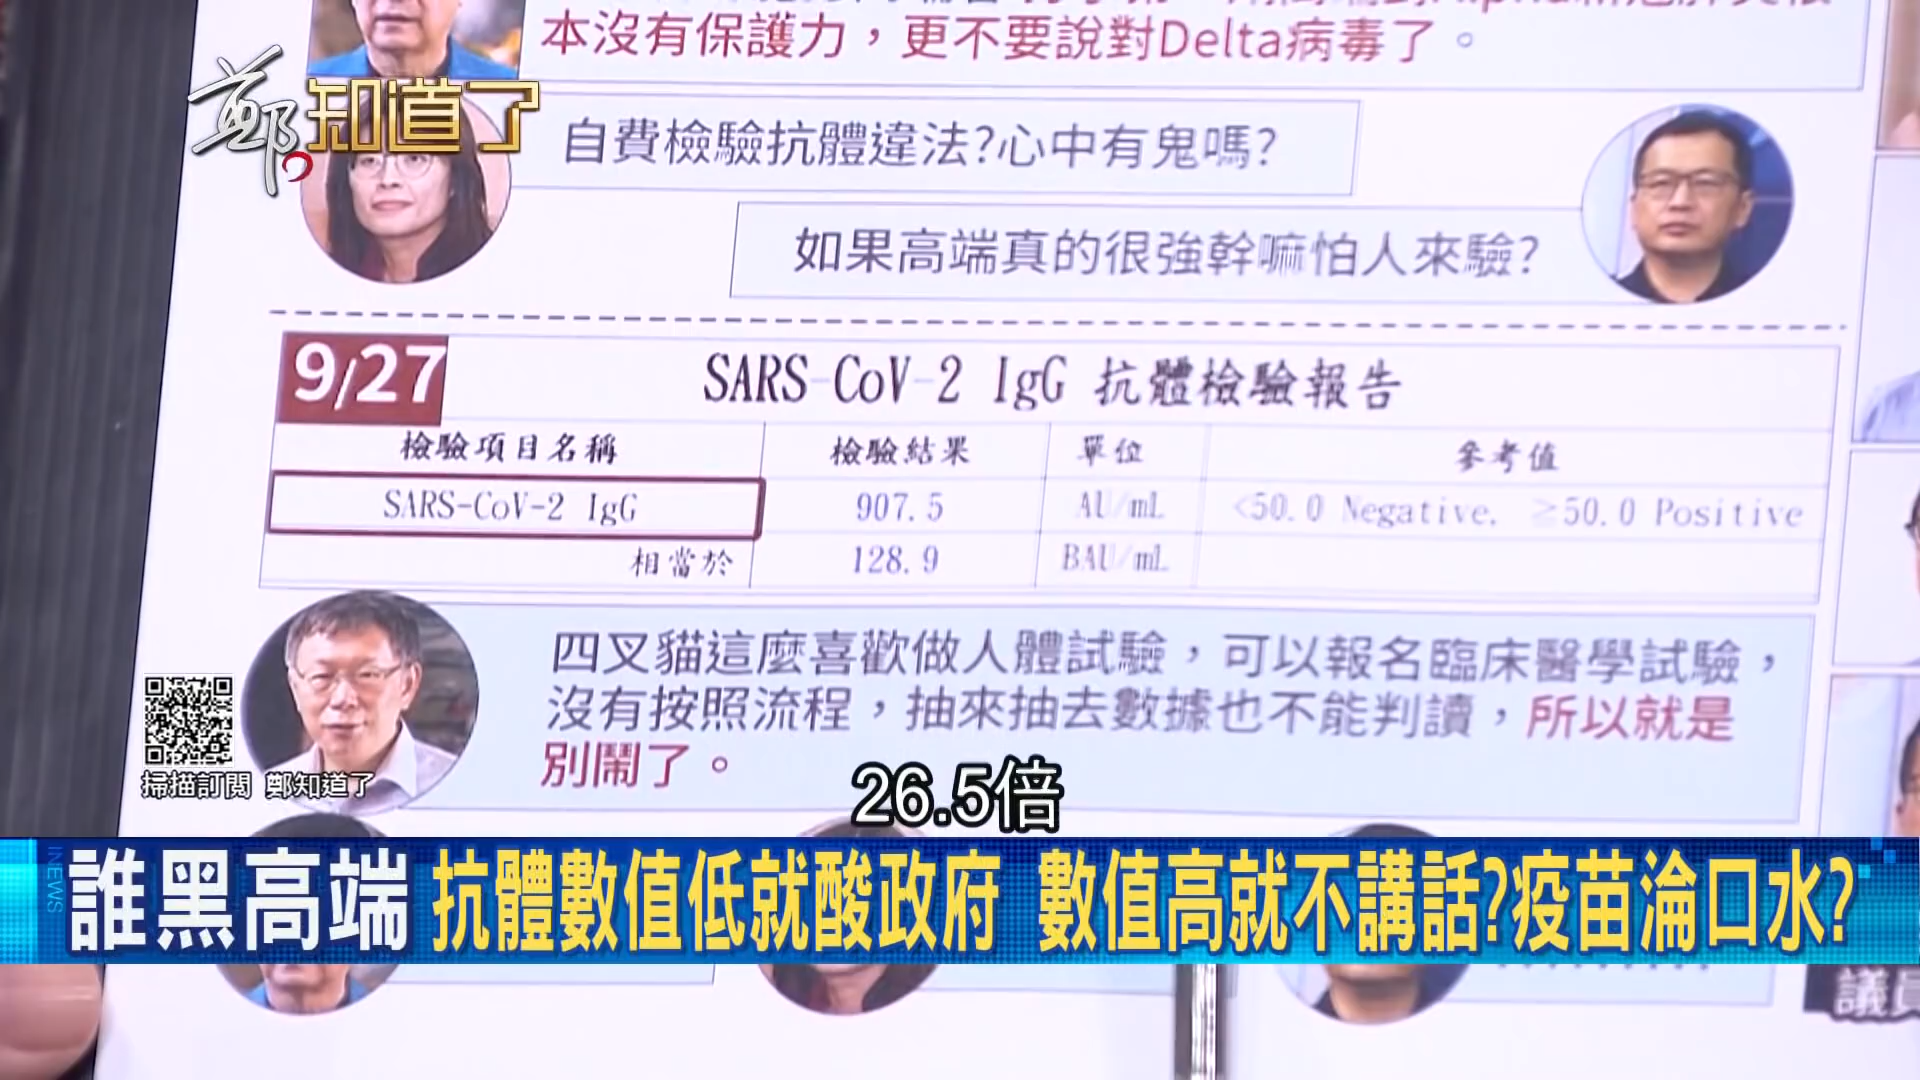 本沒有保護力，更不要說對Delta病毒了。
鄭知道了
自費檢驗抗體違法?心中有鬼嗎?
如果高端真的很強幹嘛怕人來驗?
9/27
SARS-CoV-2 IgG 抗體檢驗報告
檢驗項目名稱 檢驗結果 單位 參考值
SARS-CoV-2 IgG 907.5 AU/mL <50.0 Negative. ≥50.0 Positive
相當於 128.9 BAU/mL
四叉貓這麼喜歡做人體試驗，可以報名臨床醫學試驗，
沒有按照流程，抽來抽去數據也不能判讀，所以就是
別鬧了。
掃描訂閱 鄭知道了
26.5倍
INEWS
誰黑高端 抗體數值低就酸政府 數值高就不講話?疫苗淪口水?
議員